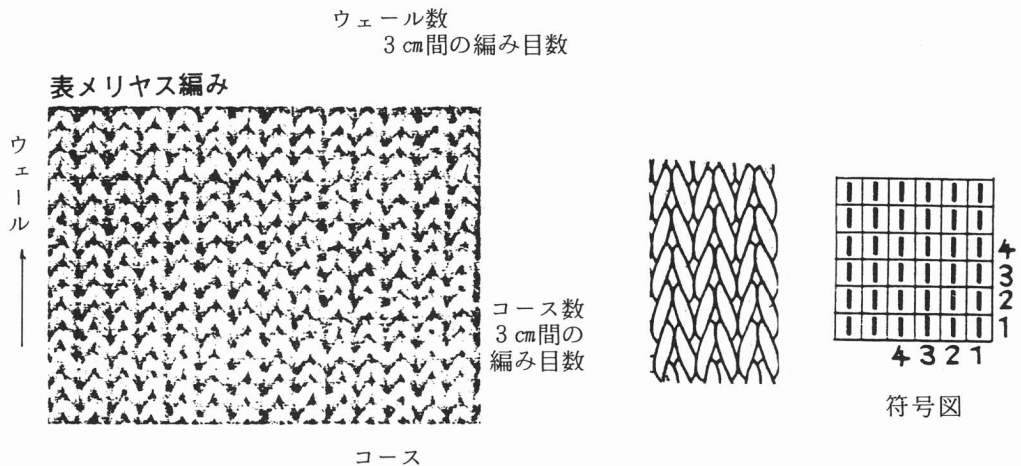 ウェール数
3㎝間の編み目数
表メリヤス編み
ウェール
コース数
3㎝間の
編み目数
コース
4
3
2
1
4 3 2 1
符号図